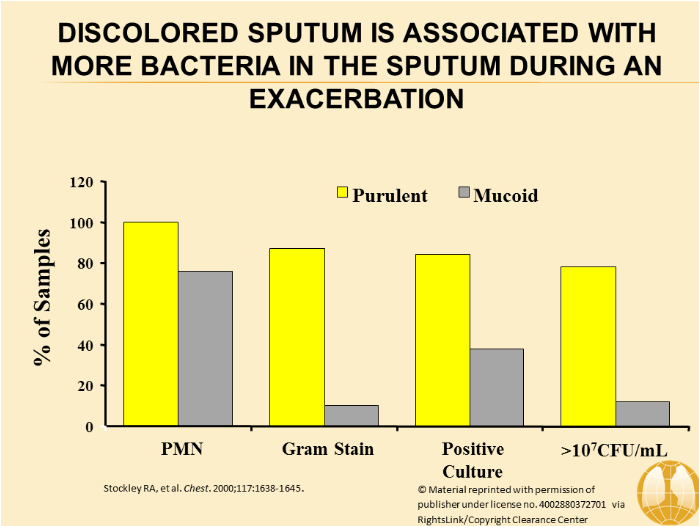 DISCOLORED SPUTUM IS ASSOCIATED WITH
MORE BACTERIA IN THE SPUTUM DURING AN
EXACERBATION
Purulent
Mucoid
% of Samples
120
100
80
60
40
20
0
PMN
Gram Stain
Positive
Culture
>10⁷CFU/mL
Stockley RA, et al. Chest. 2000;117:1638-1645.
© Material reprinted with permission of
publisher under license no. 4002880372701 via
RightsLink/Copyright Clearance Center